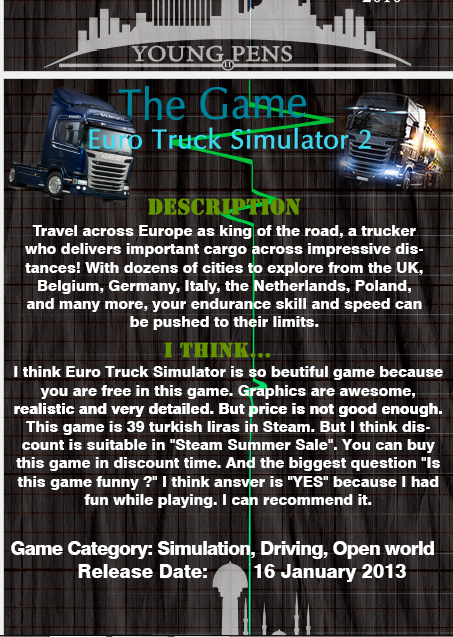 YOUNG PENS
11
The Game
Euro Truck Simulator 2
DESCRIPTION
Travel across Europe as king of the road, a trucker
who delivers important cargo across impressive dis-
tances! With dozens of cities to explore from the UK,
Belgium, Germany, Italy, the Netherlands, Poland,
and many more, your endurance skill and speed can
be pushed to their limits.
I THINK...
I think Euro Truck Simulator is so beutiful game because
you are free in this game. Graphics are awesome,
realistic and very detailed. But price is not good enough.
This game is 39 turkish liras in Steam. But I think dis-
count is suitable in "Steam Summer Sale". You can buy
this game in discount time. And the biggest question "Is
this game funny ?" I think ansver is "YES" because I had
fun while playing. I can recommend it.
Game Category: Simulation, Driving, Open world
Release Date: 16 January 2013